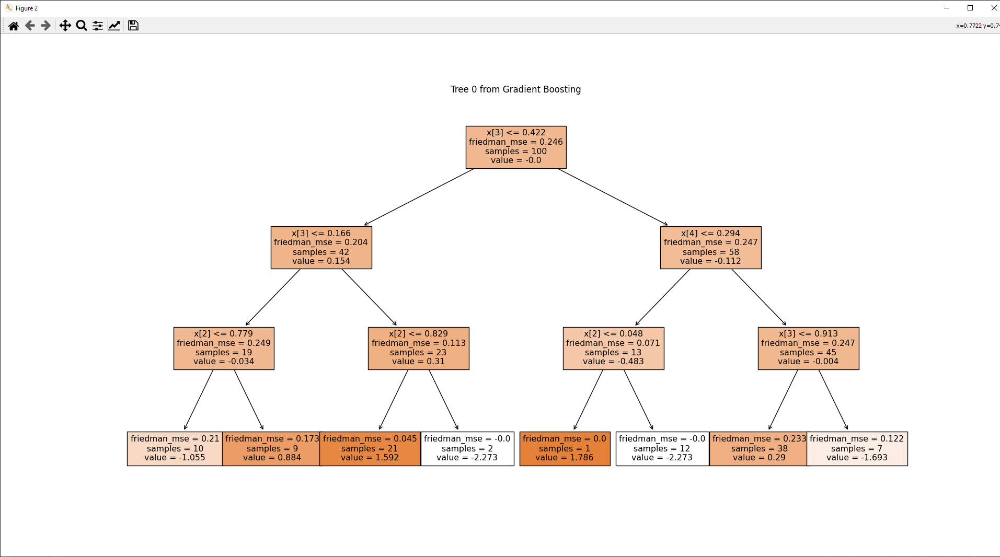 Figure 2
x=0.7722 y=0.74
Tree 0 from Gradient Boosting
x[3] <= 0.422
friedman_mse = 0.246
samples = 100
value = -0.0
x[3] <= 0.166
friedman_mse = 0.204
samples = 42
value = 0.154
x[4] <= 0.294
friedman_mse = 0.247
samples = 58
value = -0.112
x[2] <= 0.779
friedman_mse = 0.249
samples = 19
value = -0.034
x[2] <= 0.829
friedman_mse = 0.113
samples = 23
value = 0.31
x[2] <= 0.048
friedman_mse = 0.071
samples = 13
value = -0.483
x[3] <= 0.913
friedman_mse = 0.247
samples = 45
value = -0.004
friedman_mse = 0.21
samples = 10
value = -1.055
friedman_mse = 0.173
samples = 9
value = 0.884
friedman_mse = 0.045
samples = 21
value = 1.592
friedman_mse = -0.0
samples = 2
value = -2.273
friedman_mse = 0.0
samples = 1
value = 1.786
friedman_mse = -0.0
samples = 12
value = -2.273
friedman_mse = 0.233
samples = 38
value = 0.29
friedman_mse = 0.122
samples = 7
value = -1.693